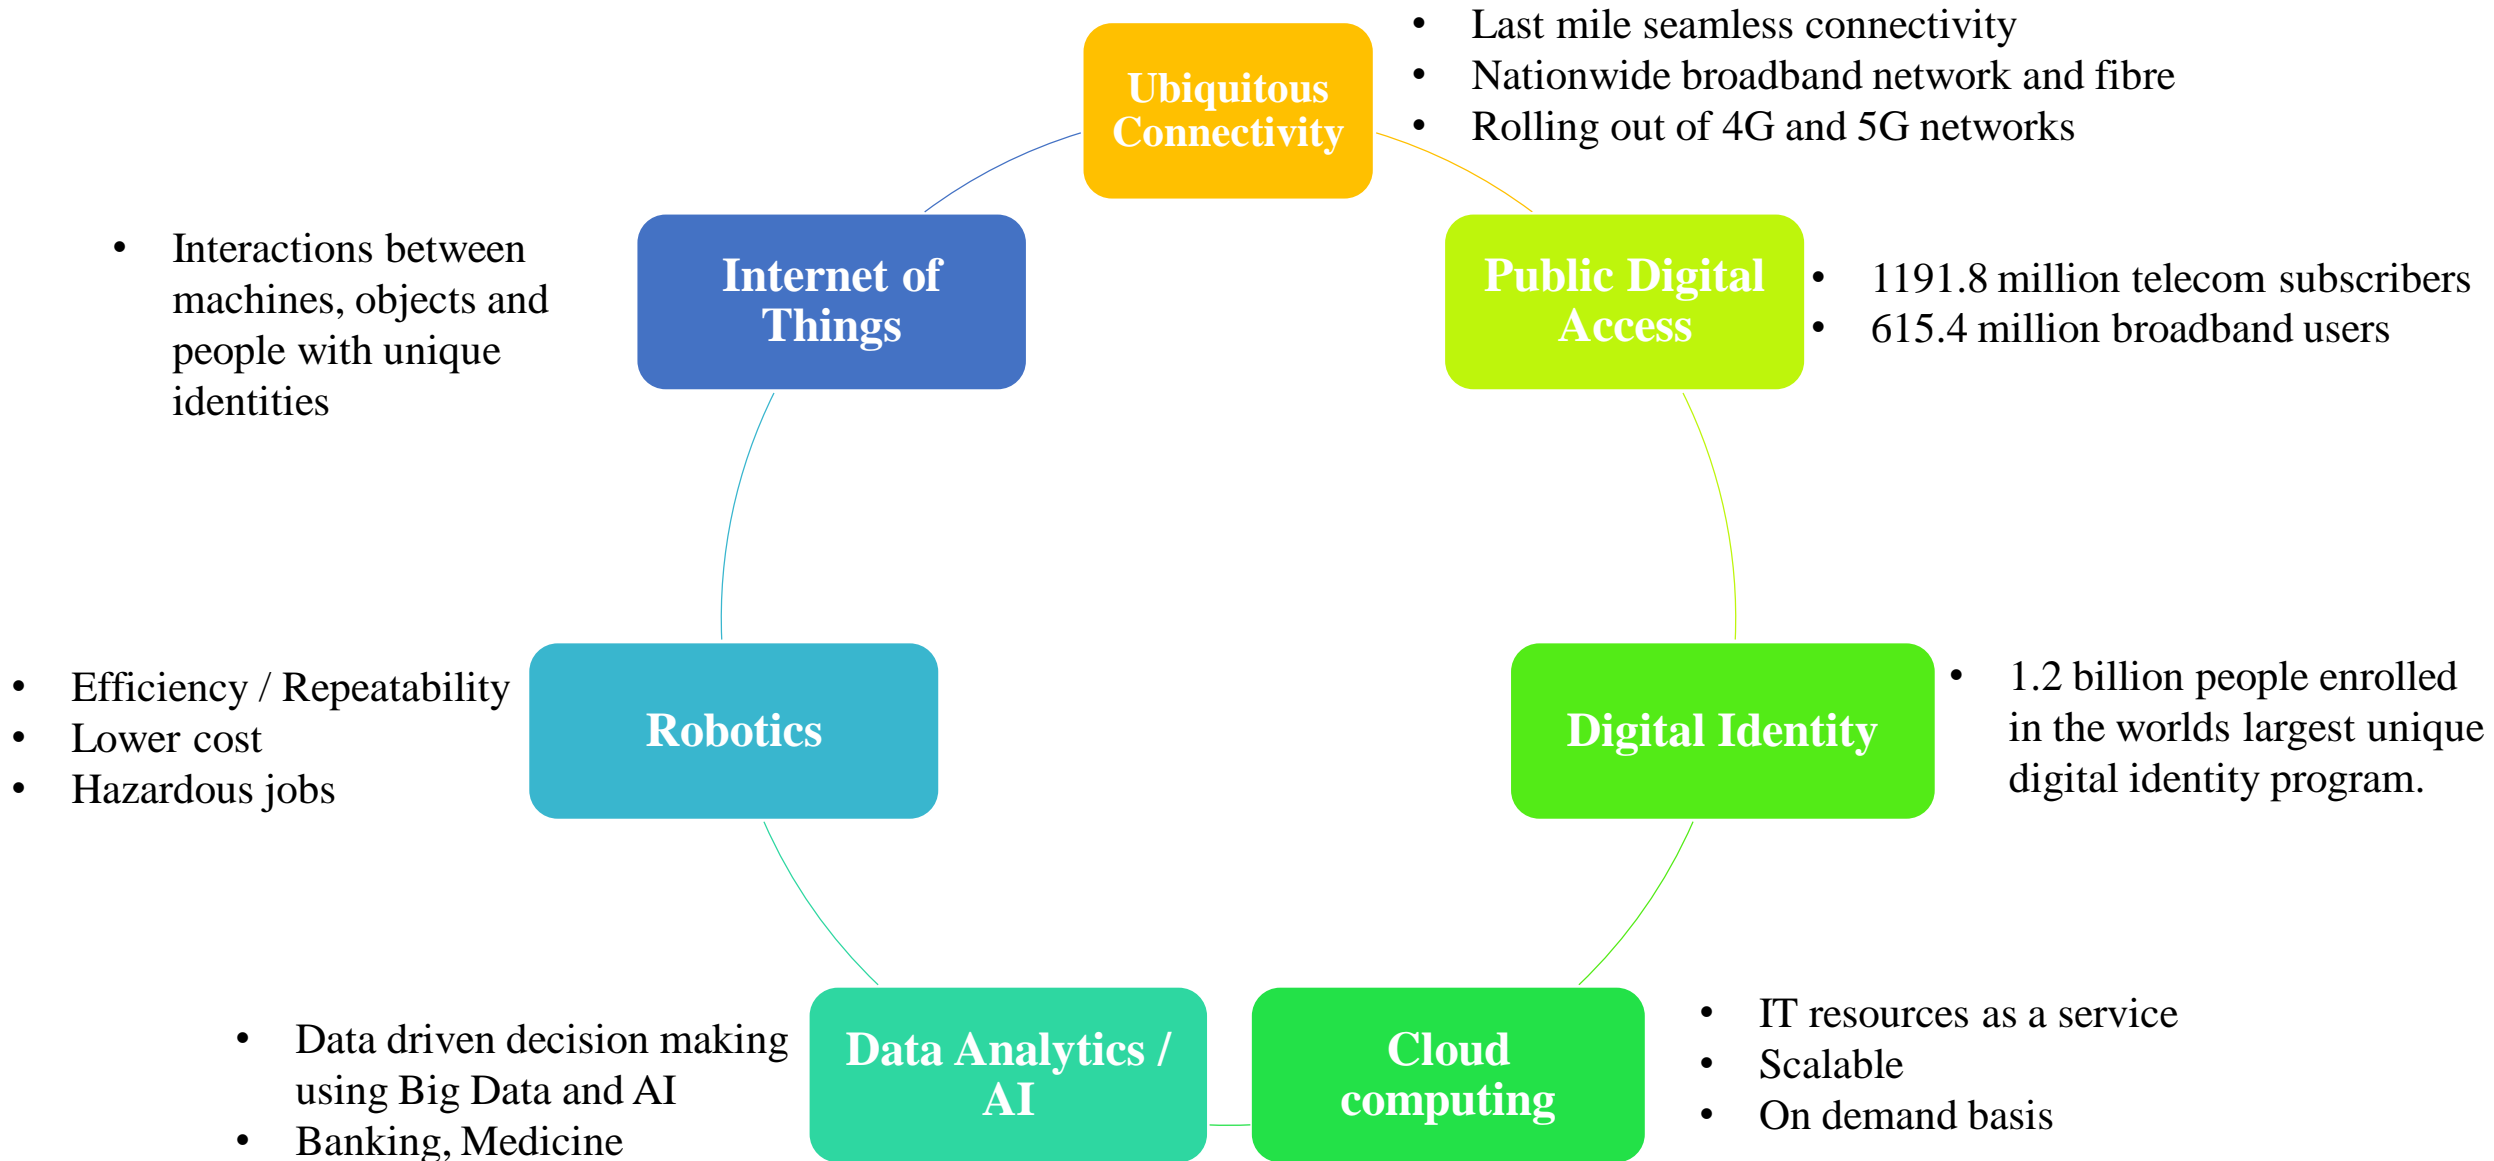 Ubiquitous
Connectivity
• Last mile seamless connectivity
• Nationwide broadband network and fibre
• Rolling out of 4G and 5G networks
Public Digital
Access
• 1191.8 million telecom subscribers
• 615.4 million broadband users
Digital Identity
• 1.2 billion people enrolled
in the worlds largest unique
digital identity program.
Cloud
computing
• IT resources as a service
• Scalable
• On demand basis
Data Analytics /
AI
• Data driven decision making
using Big Data and AI
• Banking, Medicine
Robotics
• Efficiency / Repeatability
• Lower cost
• Hazardous jobs
Internet of
Things
• Interactions between
machines, objects and
people with unique
identities